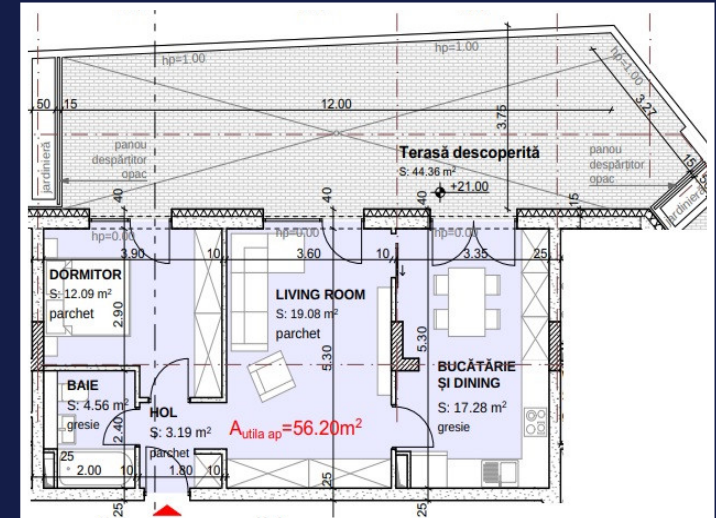 hp=1.00
hp=1.00
hp=1.00
50
15
12.00
3.75
3.27
jardinieră
panou
despărțitor
opac
Terasă descoperită
S: 44.36 m²
+21.00
panou
despărțitor
opac
15
jardinieră
40
40
40
15
hp=0.00
hp=0.00
hp=0.00
3.90
10
3.60
10
3.35
25
DORMITOR
S: 12.09 m²
parchet
2.90
LIVING ROOM
S: 19.08 m²
parchet
5.30
5.30
BUCĂTĂRIE
ȘI DINING
S: 17.28 m²
gresie
BAIE
S: 4.56 m²
gresie
2.40
HOL
S: 3.19 m²
parchet
Autila ap=56.20m²
25
2.00
10
1.80
10
25
25
25